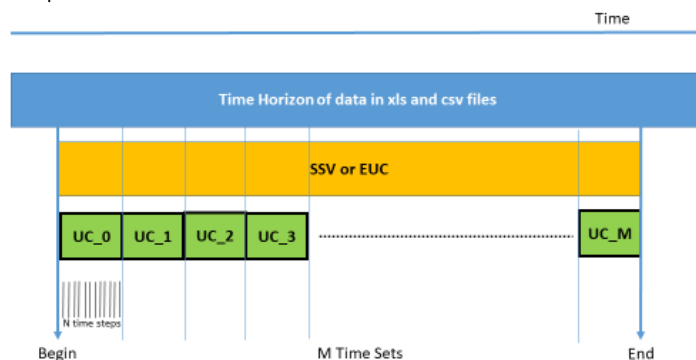 Time
Time Horizon of data in xls and csv files
SSV or EUC
UC_0 UC_1 UC_2 UC_3 UC_M
N time steps
Begin M Time Sets End